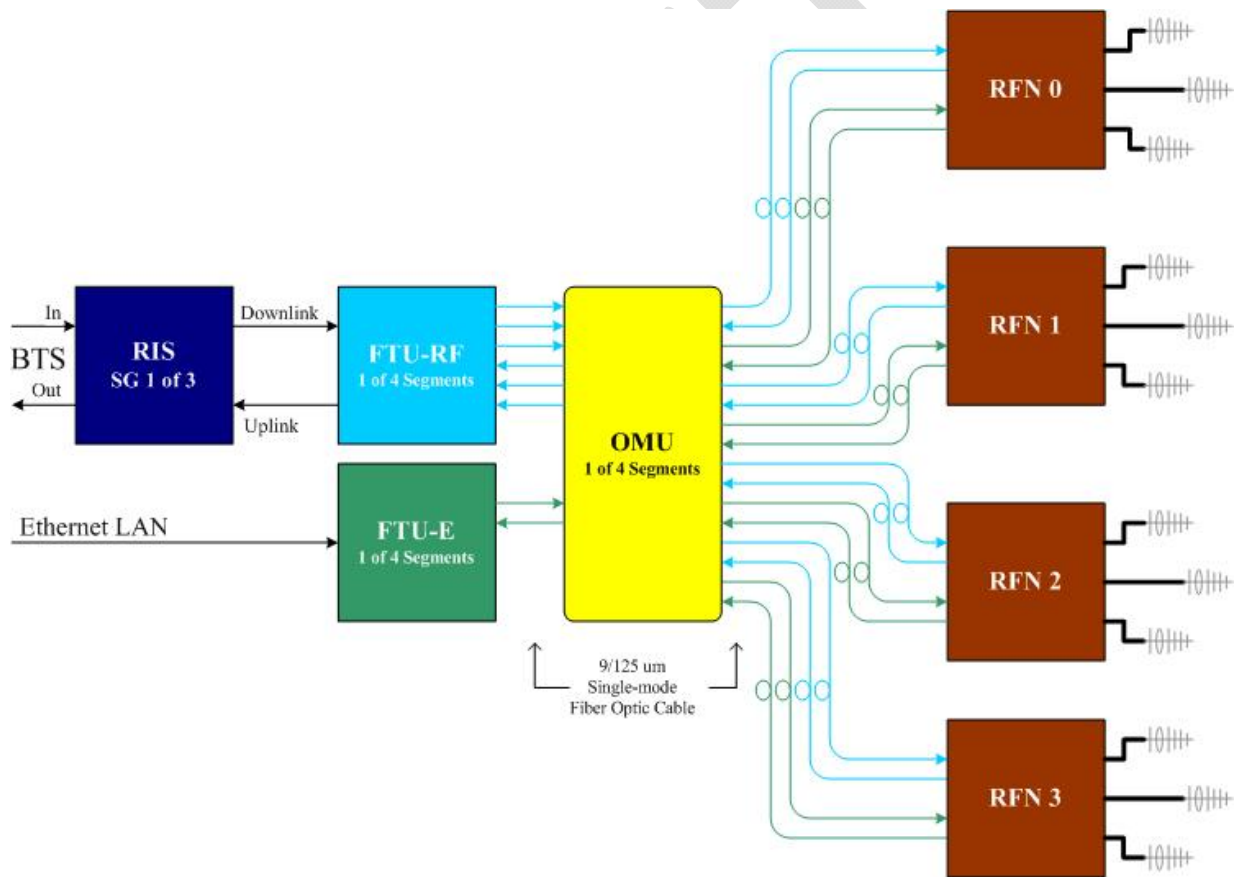 RFN 0
In
BTS
Out
RIS
SG 1 of 3
Downlink
Uplink
FTU-RF
1 of 4 Segments
OMU
1 of 4 Segments
RFN 1
Ethernet LAN
FTU-E
1 of 4 Segments
RFN 2
9/125 um
Single-mode
Fiber Optic Cable
RFN 3